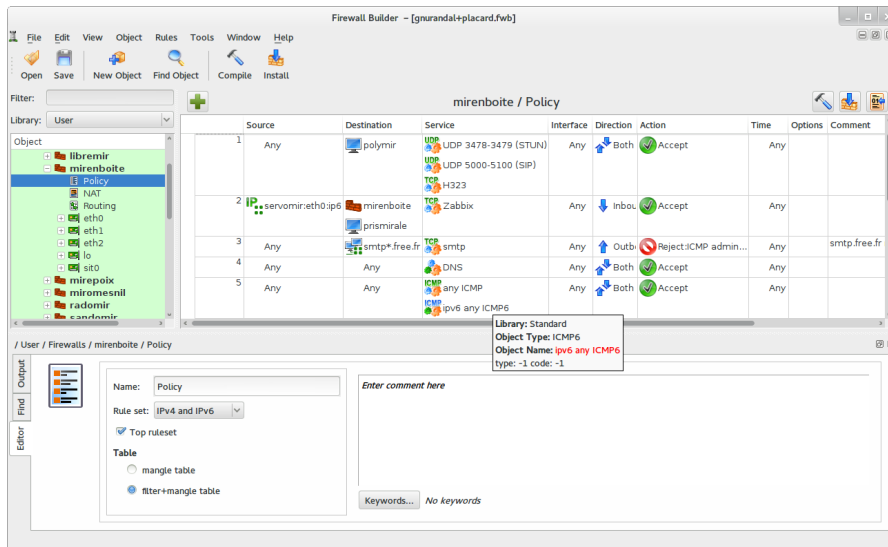 Firewall Builder – [gnurandal+placard.fwb]
File Edit View Object Rules Tools Window Help
Open Save New Object Find Object Compile Install
Filter:
mirenboite / Policy
Library: User
Source Destination Service Interface Direction Action Time Options Comment
Object
libremir
mirenboite
Policy
NAT
Routing
eth0
eth1
eth2
lo
sit0
mirepoix
miromesnil
radomir
sandomir
1 Any polymir UDP UDP 3478-3479 (STUN) Any Both Accept Any
UDP UDP 5000-5100 (SIP)
TCP H323
2 IP servomir:eth0:ip6 mirenboite TCP Zabbix Any Inbou Accept Any
prismirale
3 Any smtp*.free.fr TCP smtp Any Outb Reject:ICMP admin... Any smtp.free.fr
4 Any Any DNS Any Both Accept Any
5 Any Any ICMP any ICMP Any Both Accept Any
ICMP ipv6 any ICMP6
Library: Standard
Object Type: ICMP6
Object Name: ipv6 any ICMP6
type: -1 code: -1
/ User / Firewalls / mirenboite / Policy
Output
Find
Editor
Name: Policy
Rule set: IPv4 and IPv6
Top ruleset
Table
mangle table
filter+mangle table
Enter comment here
Keywords... No keywords